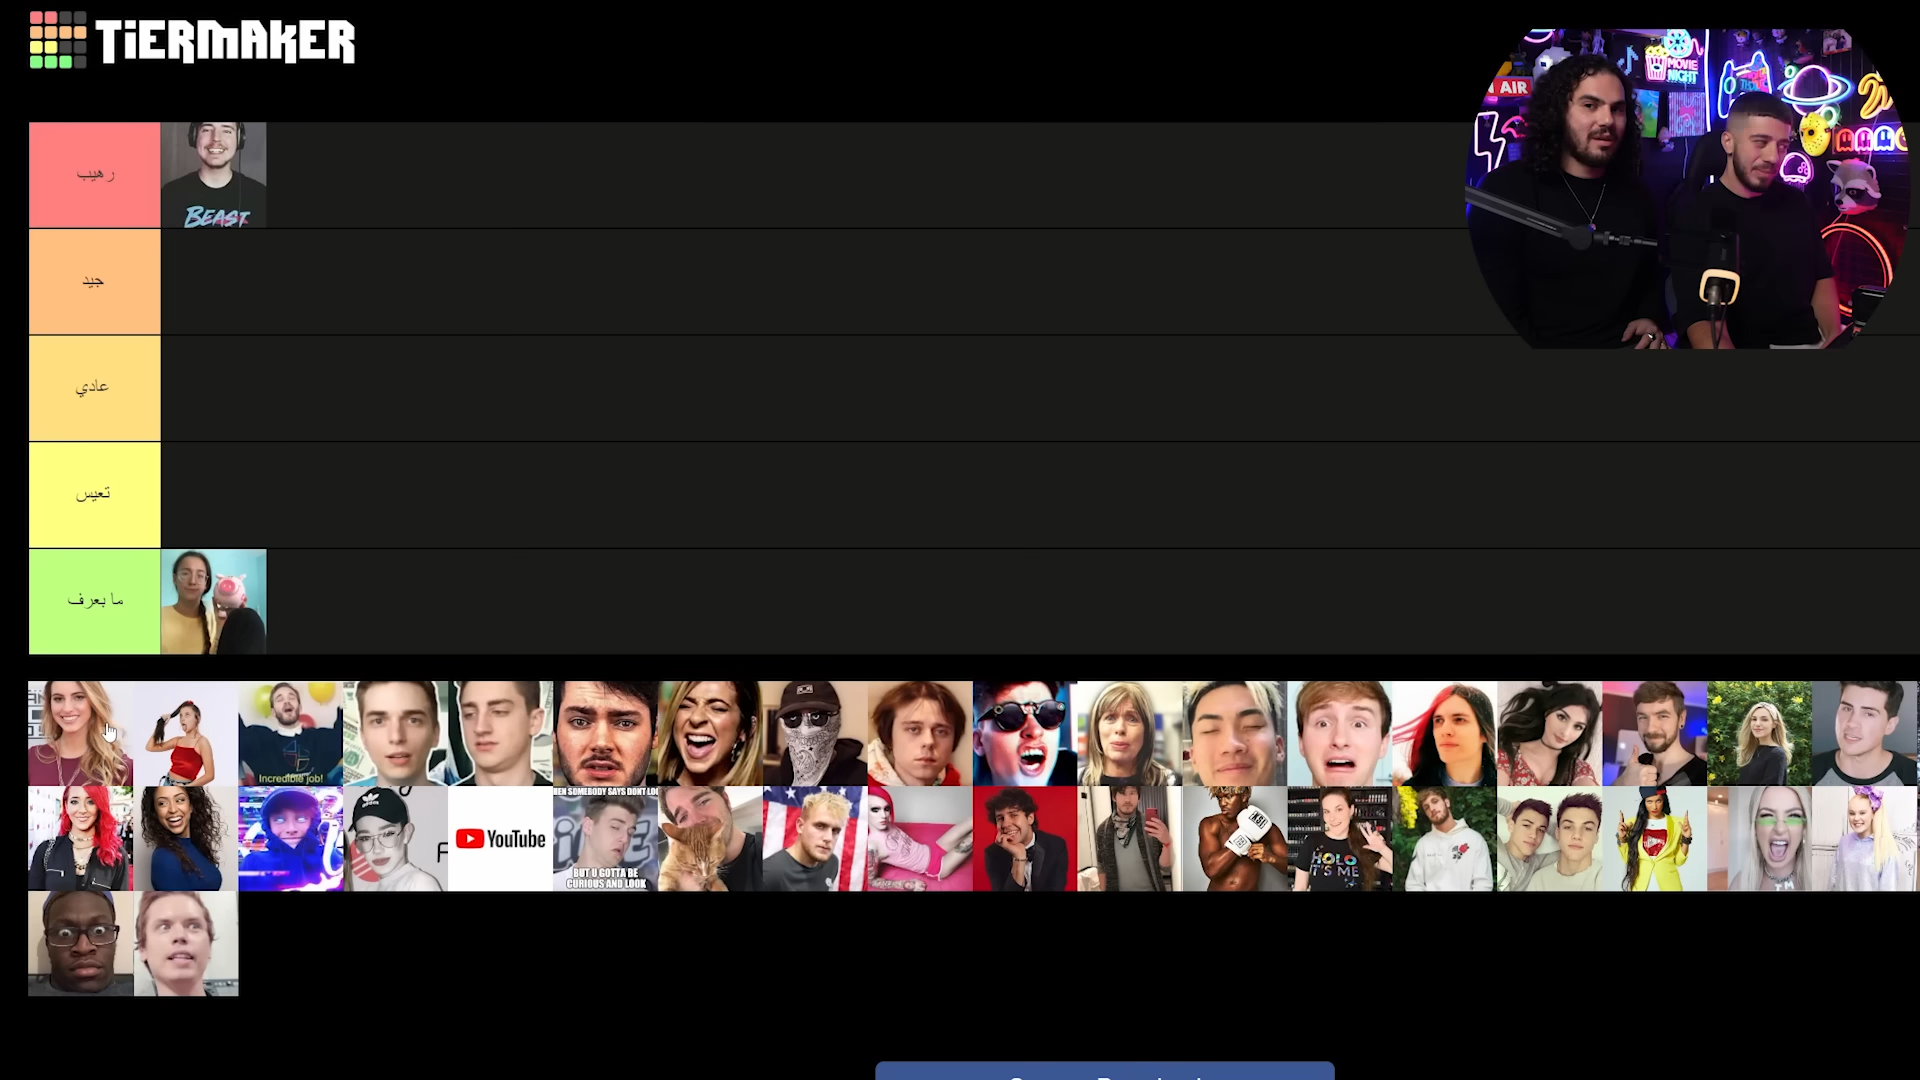 TiERMAKER
AIR
MOVIE
NIGHT
رهيب
BEAST
جيد
عادي
تعيس
ما بعرف
Incredible job!
adidas
YouTube
BUT U GOTTA BE
CURIOUS AND LOOK
HOLO
IT'S ME